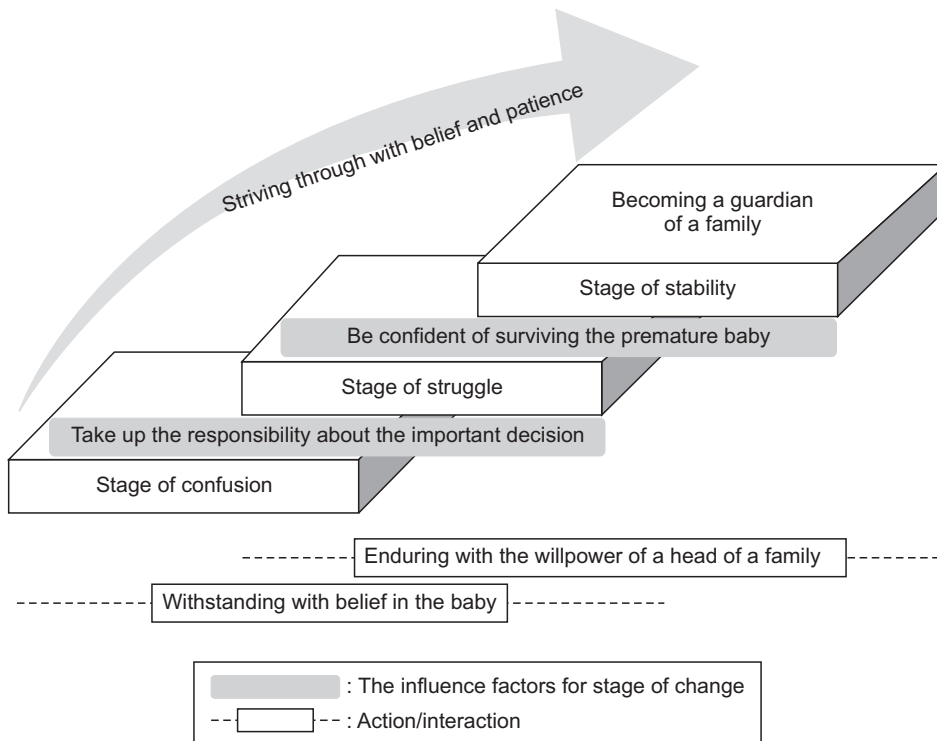 Striving through with belief and patience
Becoming a guardian
of a family
Stage of stability
Be confident of surviving the premature baby
Stage of struggle
Take up the responsibility about the important decision
Stage of confusion
Enduring with the willpower of a head of a family
Withstanding with belief in the baby
: The influence factors for stage of change
: Action/interaction